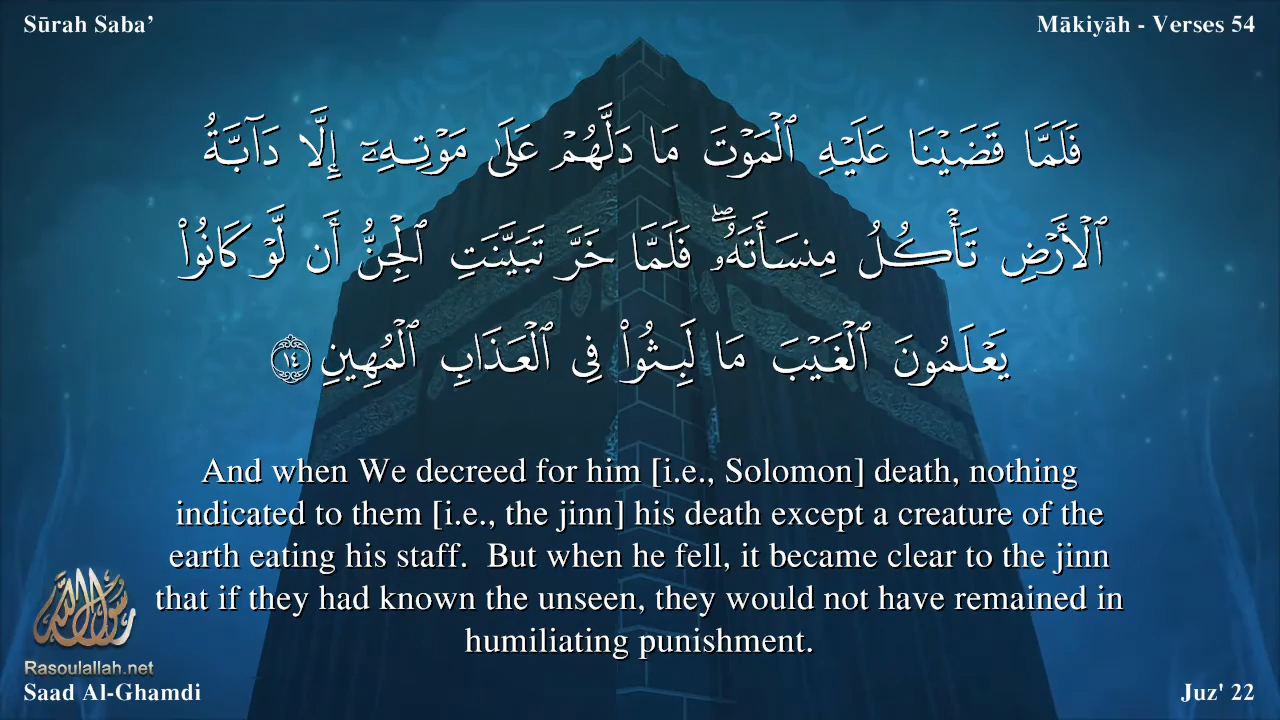 Sūrah Saba’
Mākiyāh - Verses 54
فَلَمَّا قَضَيْنَا عَلَيْهِ ٱلْمَوْتَ مَا دَلَّهُمْ عَلَىٰ مَوْتِهِۦٓ إِلَّا دَآبَّةُ
ٱلْأَرْضِ تَأْكُلُ مِنسَأَتَهُۥ ۖ فَلَمَّا خَرَّ تَبَيَّنَتِ ٱلْجِنُّ أَن لَّوْ كَانُوا۟
يَعْلَمُونَ ٱلْغَيْبَ مَا لَبِثُوا۟ فِى ٱلْعَذَابِ ٱلْمُهِينِ ١٤
And when We decreed for him [i.e., Solomon] death, nothing
indicated to them [i.e., the jinn] his death except a creature of the
earth eating his staff.  But when he fell, it became clear to the jinn
that if they had known the unseen, they would not have remained in
humiliating punishment.
رسول الله
Rasoulallah.net
Saad Al-Ghamdi
Juz' 22